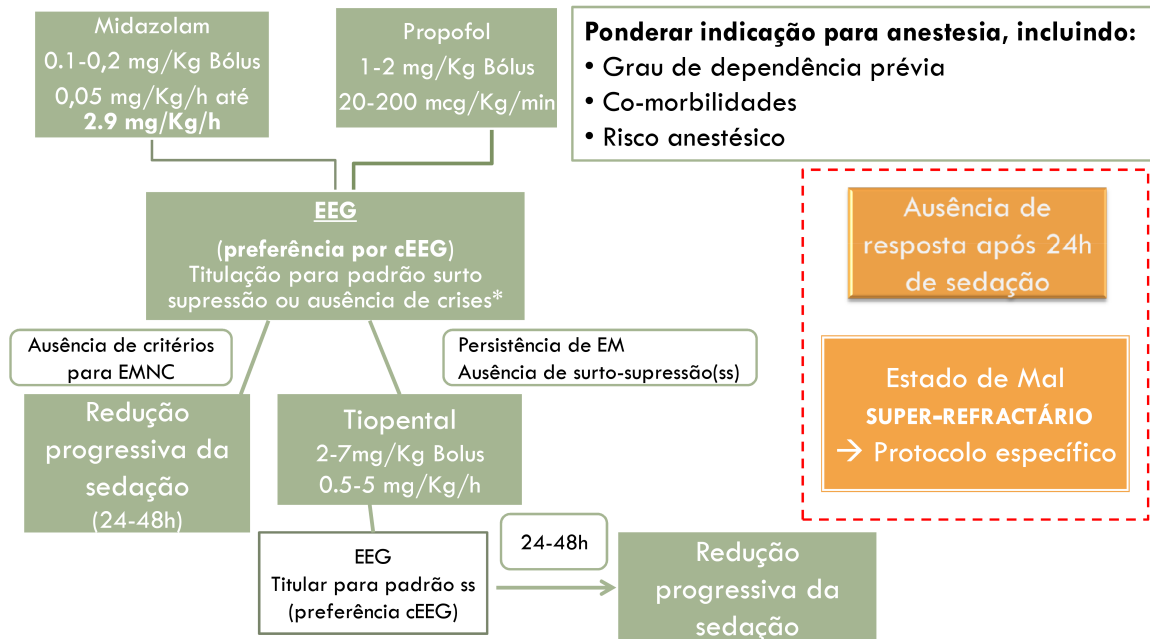 Midazolam
0.1-0,2 mg/Kg Bólus
0,05 mg/Kg/h até
2.9 mg/Kg/h
Propofol
1-2 mg/Kg Bólus
20-200 mcg/Kg/min
Ponderar indicação para anestesia, incluindo:
• Grau de dependência prévia
• Co-morbilidades
• Risco anestésico
EEG
(preferência por cEEG)
Titulação para padrão surto
supressão ou ausência de crises*
Ausência de
resposta após 24h
de sedação
Ausência de critérios
para EMNC
Persistência de EM
Ausência de surto-supressão(ss)
Estado de Mal
SUPER-REFRACTÁRIO
→ Protocolo específico
Redução
progressiva da
sedação
(24-48h)
Tiopental
2-7mg/Kg Bolus
0.5-5 mg/Kg/h
EEG
Titular para padrão ss
(preferência cEEG)
24-48h
Redução
progressiva da
sedação